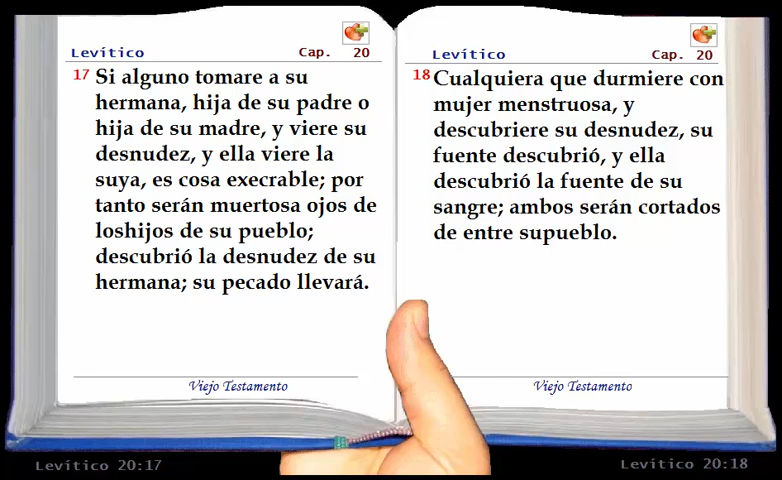 Levítico
Cap. 20
17 Si alguno tomare a su
hermana, hija de su padre o
hija de su madre, y viere su
desnudez, y ella viere la
suya, es cosa execrable; por
tanto serán muertosa ojos de
loshijos de su pueblo;
descubrió la desnudez de su
hermana; su pecado llevará.
Viejo Testamento
Levítico 20:17
Levítico
Cap. 20
18 Cualquiera que durmiere con
mujer menstruosa, y
descubriere su desnudez, su
fuente descubrió, y ella
descubrió la fuente de su
sangre; ambos serán cortados
de entre supueblo.
Viejo Testamento
Levítico 20:18